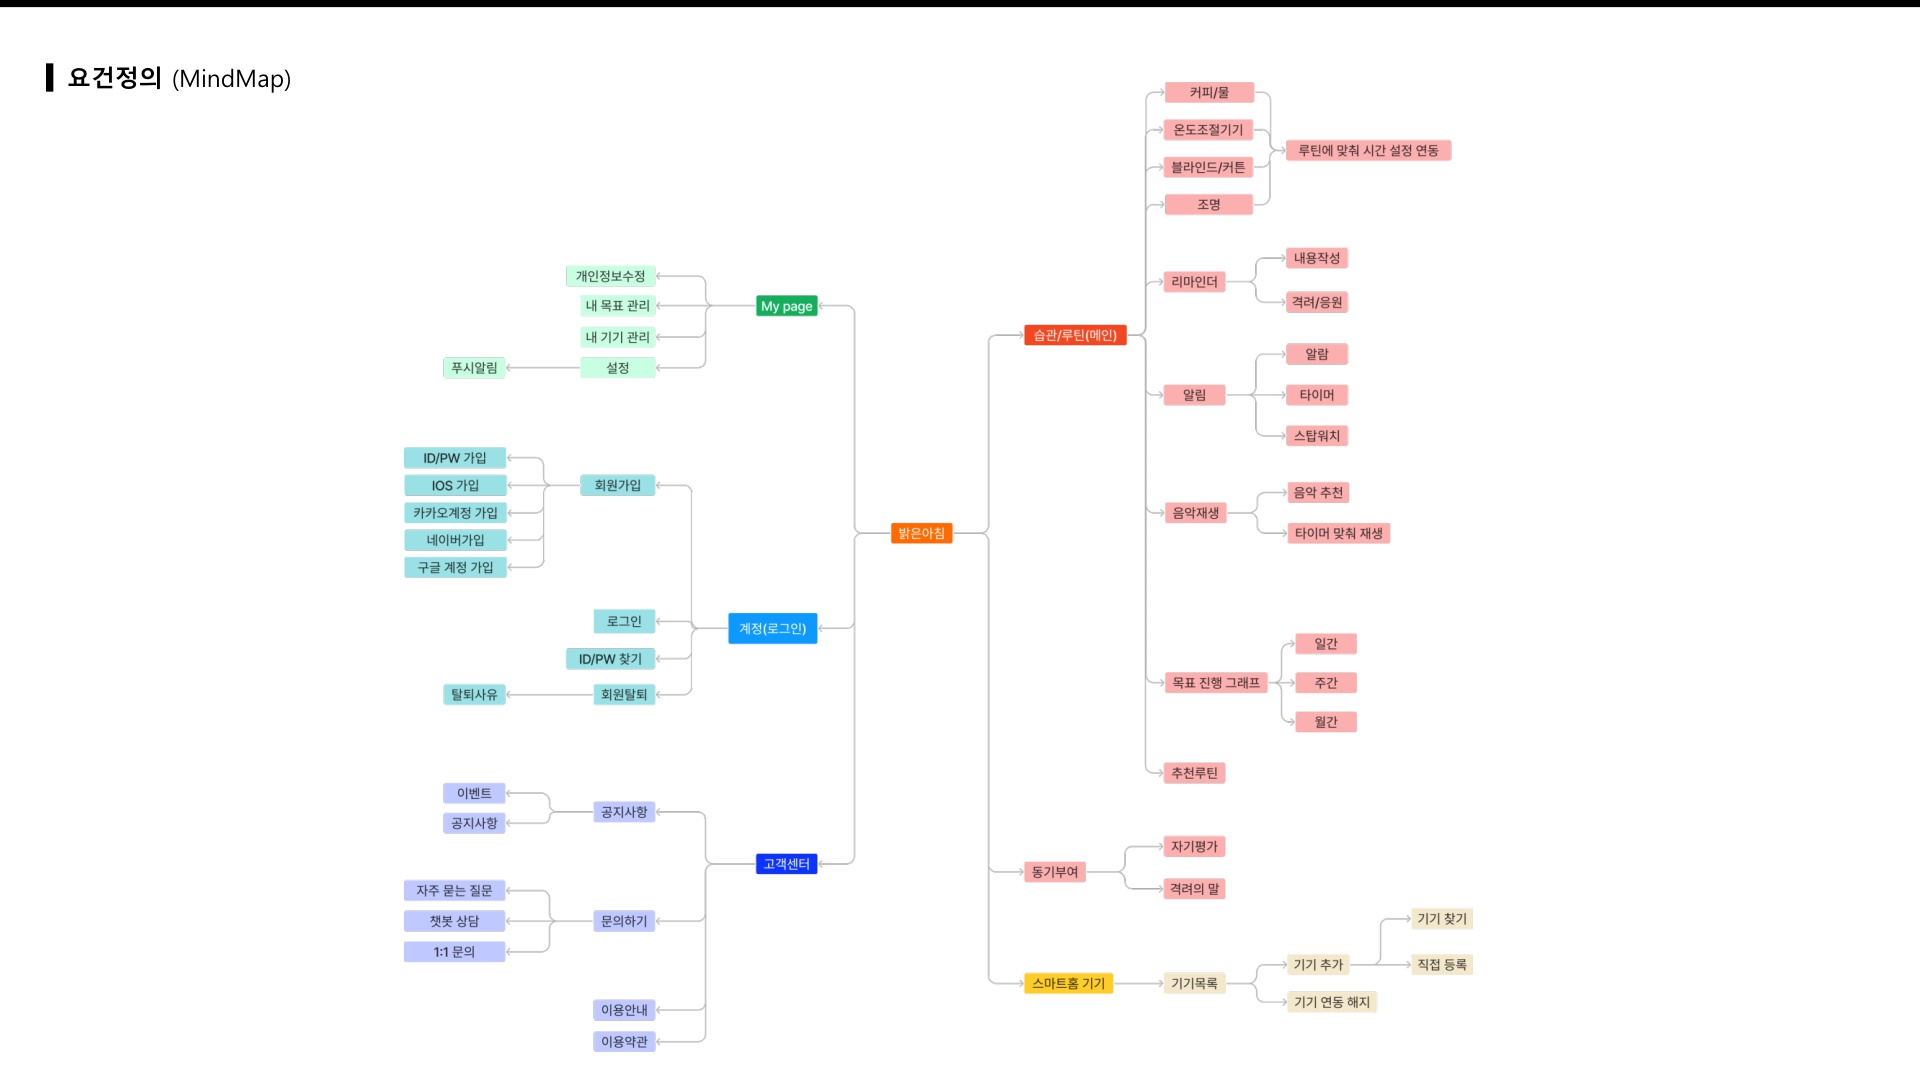 요건정의 (MindMap)
커피/물
온도조절기기
블라인드/커튼
조명
루틴에 맞춰 시간 설정 연동
리마인더
내용작성
격려/응원
습관/루틴(메인)
알림
알람
타이머
스탑워치
음악재생
음악 추천
타이머 맞춰 재생
목표 진행 그래프
일간
주간
월간
추천루틴
동기부여
자기평가
격려의 말
스마트홈 기기
기기목록
기기 추가
기기 찾기
직접 등록
기기 연동 해지
밝은아침
My page
개인정보수정
내 목표 관리
내 기기 관리
설정
푸시알림
계정(로그인)
회원가입
ID/PW 가입
IOS 가입
카카오계정 가입
네이버가입
구글 계정 가입
로그인
ID/PW 찾기
회원탈퇴
탈퇴사유
고객센터
공지사항
이벤트
공지사항
문의하기
자주 묻는 질문
챗봇 상담
1:1 문의
이용안내
이용약관